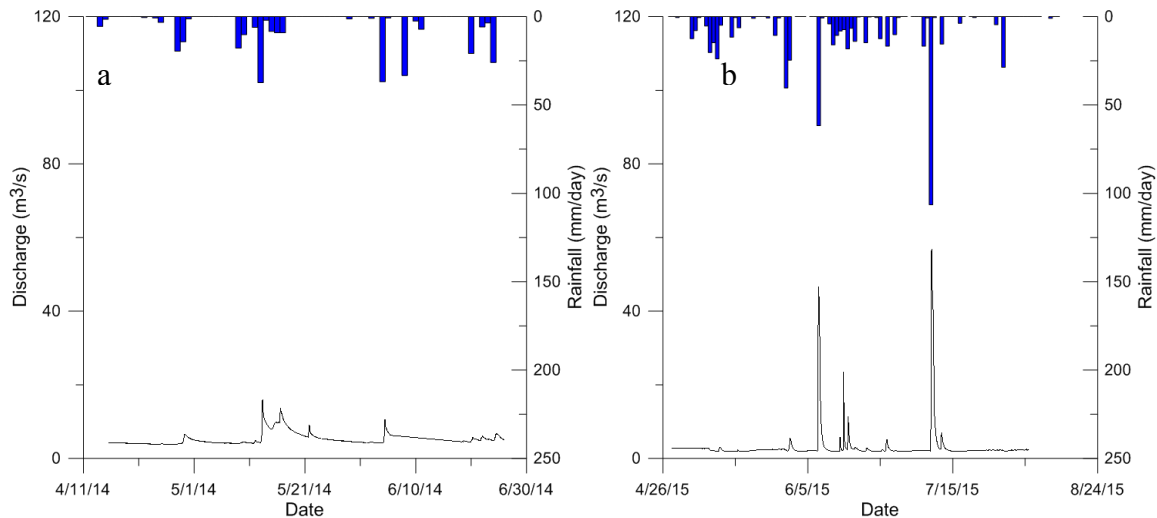 120
80
40
0
Discharge (m3/s)
a
0
50
100
150
200
250
Rainfall (mm/day)
4/11/14 5/1/14 5/21/14 6/10/14 6/30/14
Date
120
80
40
0
Discharge (m3/s)
b
0
50
100
150
200
250
Rainfall (mm/day)
4/26/15 6/5/15 7/15/15 8/24/15
Date